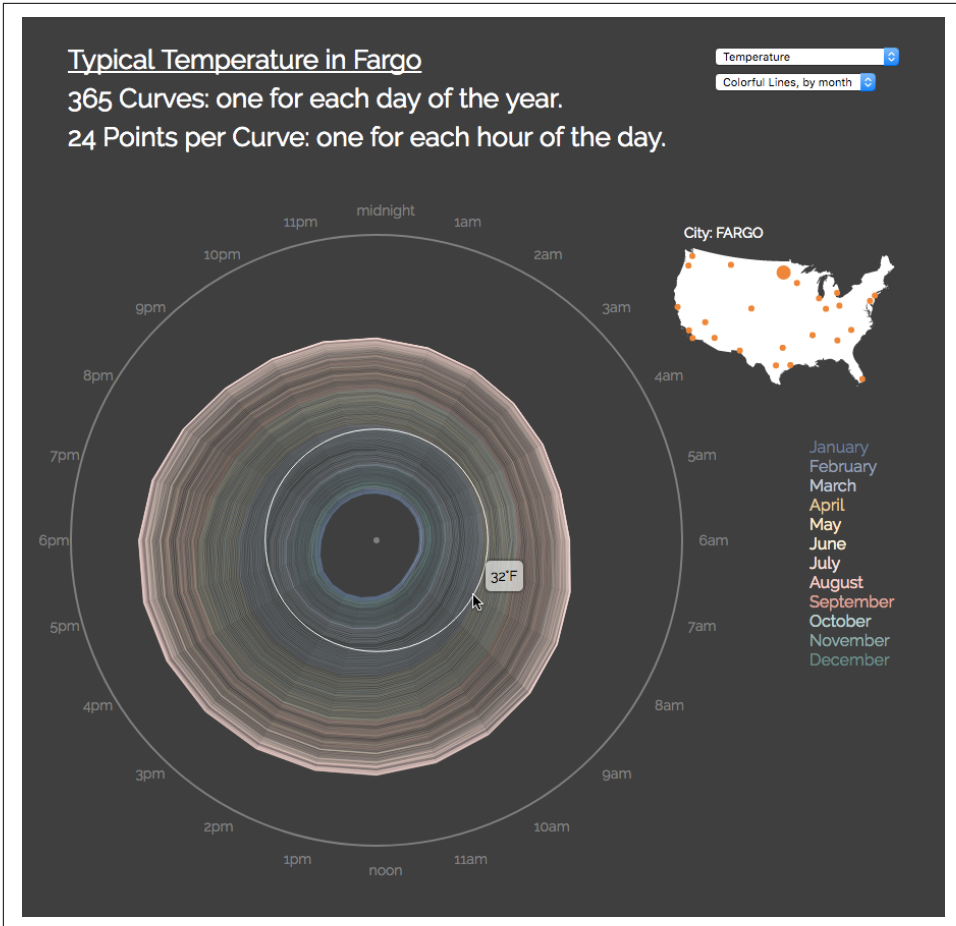 Typical Temperature in Fargo
365 Curves: one for each day of the year.
24 Points per Curve: one for each hour of the day.
Temperature
Colorful Lines, by month
midnight
1am
2am
3am
4am
5am
6am
7am
8am
9am
10am
11am
noon
1pm
2pm
3pm
4pm
5pm
6pm
7pm
8pm
9pm
10pm
11pm
32°F
City: FARGO
January
February
March
April
May
June
July
August
September
October
November
December